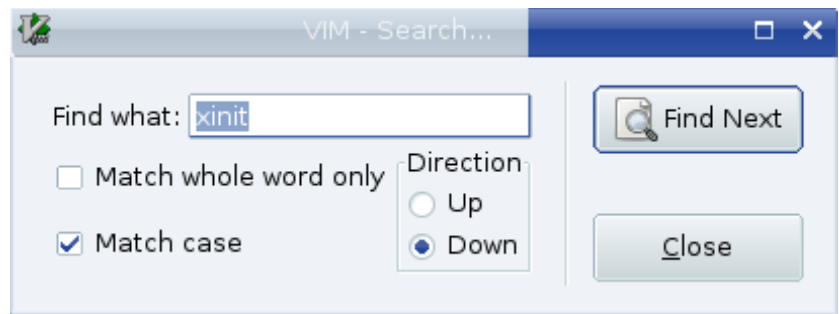 VIM - Search...
Find what: xinit
Match whole word only
Match case
Direction
Up
Down
Find Next
Close